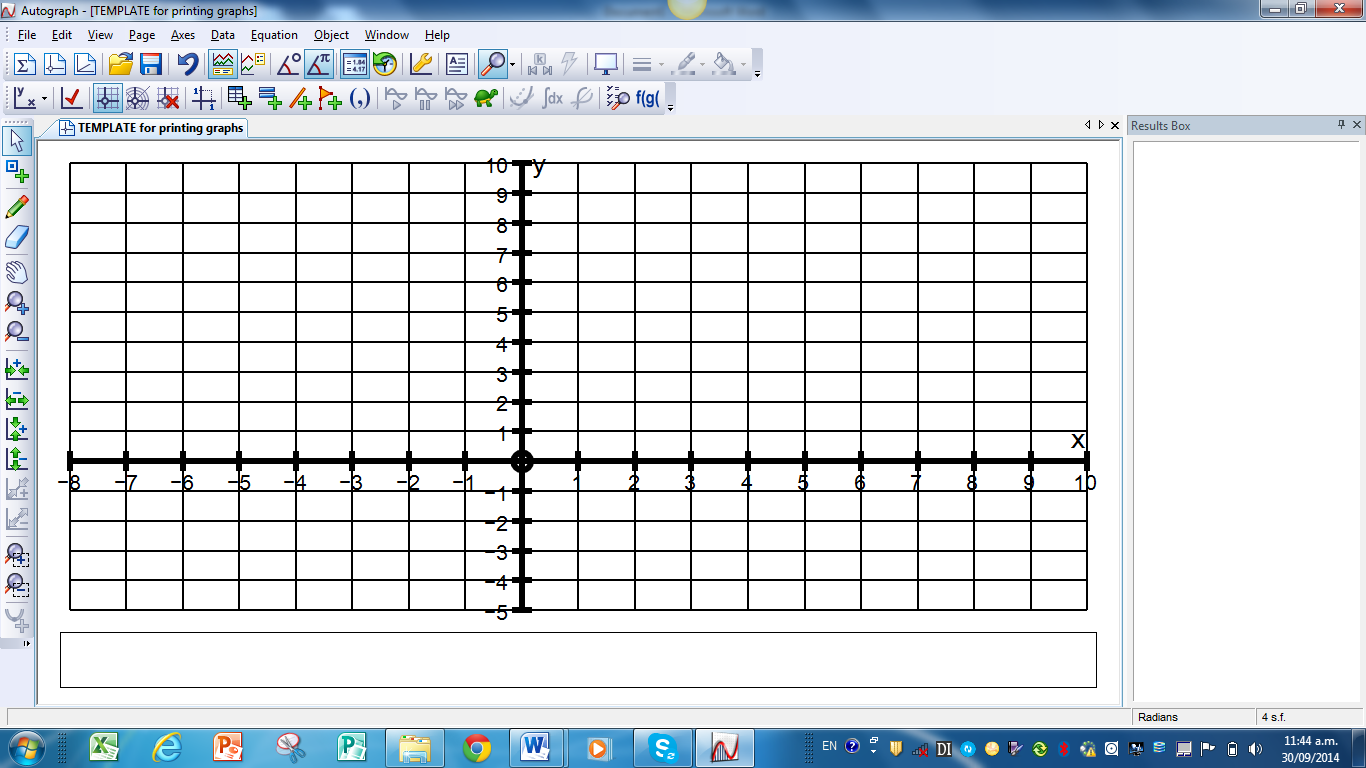 Autograph - [TEMPLATE for printing graphs]
File Edit View Page Axes Data Equation Object Window Help
TEMPLATE for printing graphs
Results Box
y
10
9
8
7
6
5
4
3
2
1
x
−8 −7 −6 −5 −4 −3 −2 −1 1 2 3 4 5 6 7 8 9 10
−1
−2
−3
−4
−5
Radians 4 s.f.
EN DI 11:44 a.m.
30/09/2014